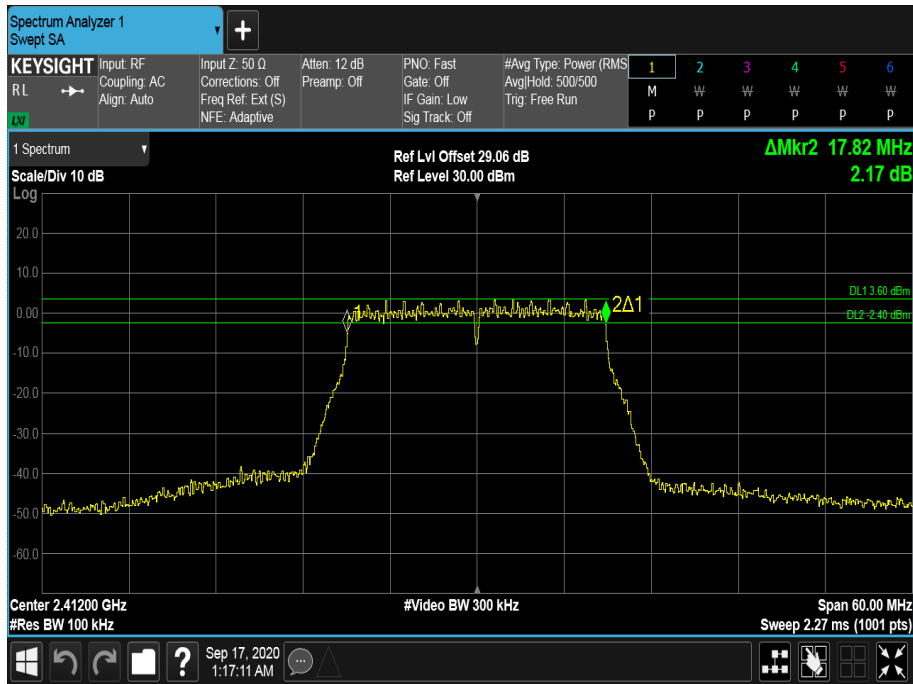 Spectrum Analyzer 1
Swept SA
+
KEYSIGHT
RL
LXI
Input: RF
Coupling: AC
Align: Auto
Input Z: 50 Ω
Corrections: Off
Freq Ref: Ext (S)
NFE: Adaptive
Atten: 12 dB
Preamp: Off
PNO: Fast
Gate: Off
IF Gain: Low
Sig Track: Off
#Avg Type: Power (RMS
Avg|Hold: 500/500
Trig: Free Run
1 2 3 4 5 6
M W W W W W
P P P P P P
1 Spectrum
Scale/Div 10 dB
Ref Lvl Offset 29.06 dB
Ref Level 30.00 dBm
ΔMkr2 17.82 MHz
2.17 dB
Log
20.0
10.0
0.00
-10.0
-20.0
-30.0
-40.0
-50.0
-60.0
1
2Δ1
DL1 3.60 dBm
DL2 -2.40 dBm
Center 2.41200 GHz
#Res BW 100 kHz
#Video BW 300 kHz
Span 60.00 MHz
Sweep 2.27 ms (1001 pts)
?
Sep 17, 2020
1:17:11 AM